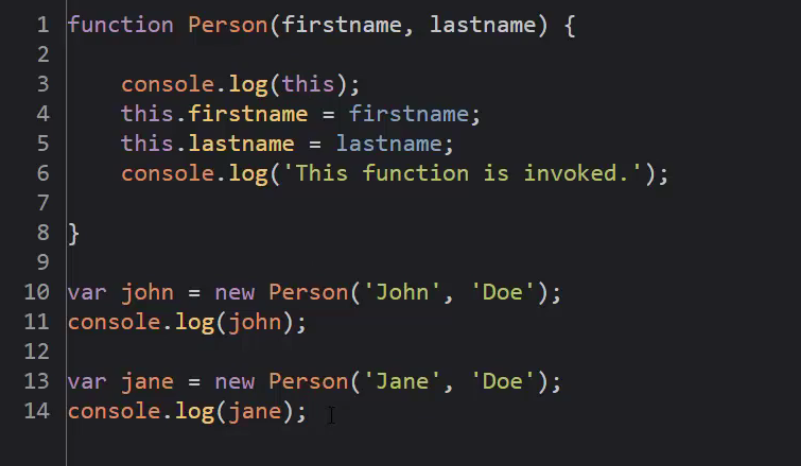 1 function Person(firstname, lastname) {
2
3     console.log(this);
4     this.firstname = firstname;
5     this.lastname = lastname;
6     console.log('This function is invoked.');
7
8 }
9
10 var john = new Person('John', 'Doe');
11 console.log(john);
12
13 var jane = new Person('Jane', 'Doe');
14 console.log(jane);